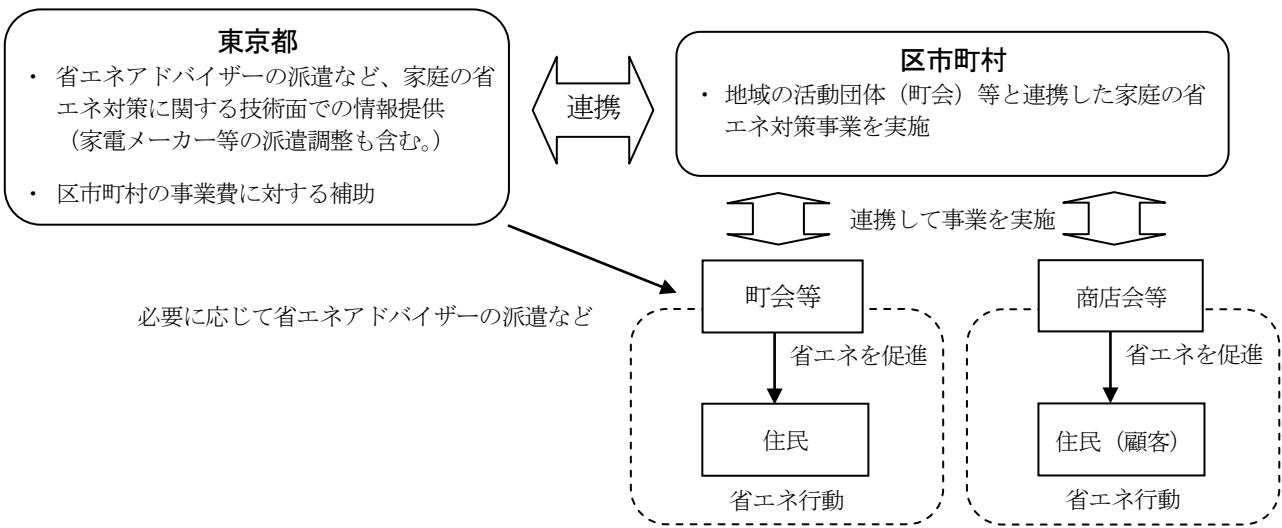 東京都
・ 省エネアドバイザーの派遣など、家庭の省
エネ対策に関する技術面での情報提供
（家電メーカー等の派遣調整も含む。）
・ 区市町村の事業費に対する補助
連携
区市町村
・ 地域の活動団体（町会）等と連携した家庭の省
エネ対策事業を実施
連携して事業を実施
必要に応じて省エネアドバイザーの派遣など
町会等
省エネを促進
住民
省エネ行動
商店会等
省エネを促進
住民（顧客）
省エネ行動